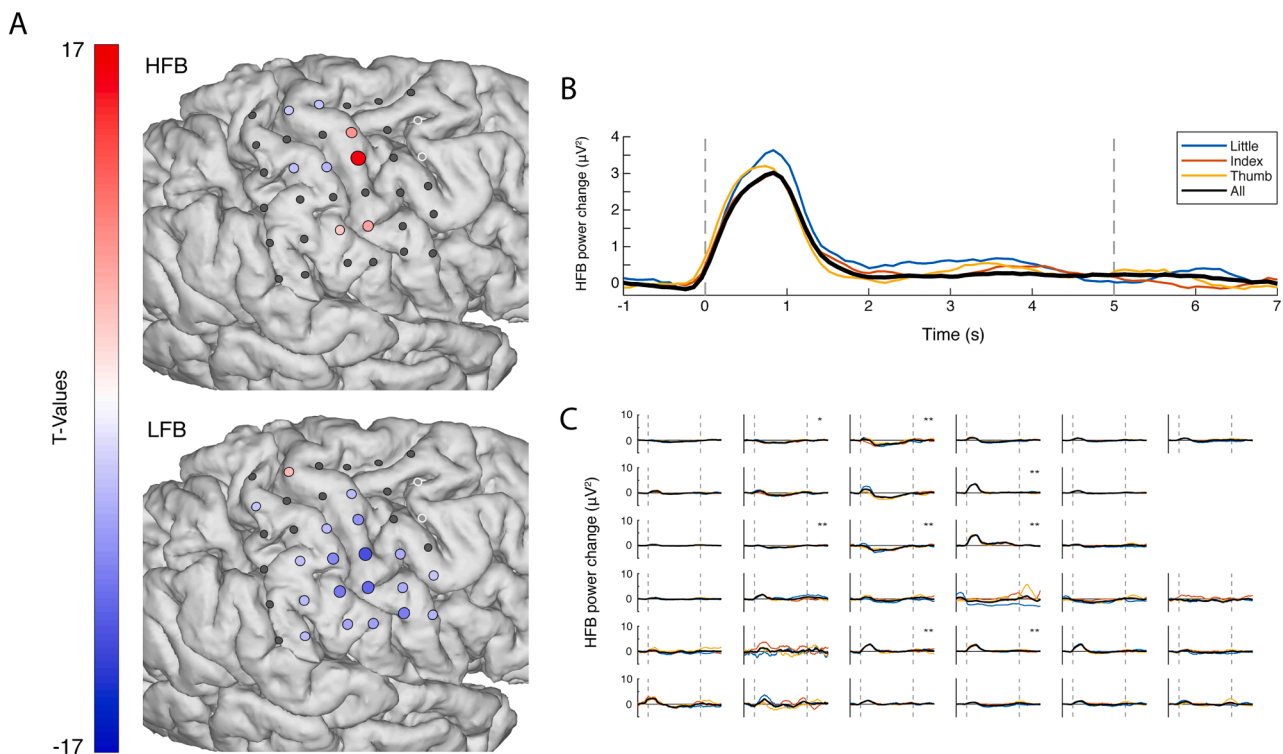 A
17
HFB
T-Values
LFB
-17
B
HFB power change (µV²)
4
3
2
1
0
-1 0 1 2 3 4 5 6 7
Time (s)
Little
Index
Thumb
All
C
HFB power change (µV²)
10
0
* **
10
0
**
10
0
** ** **
10
0
10
0
** **
10
0